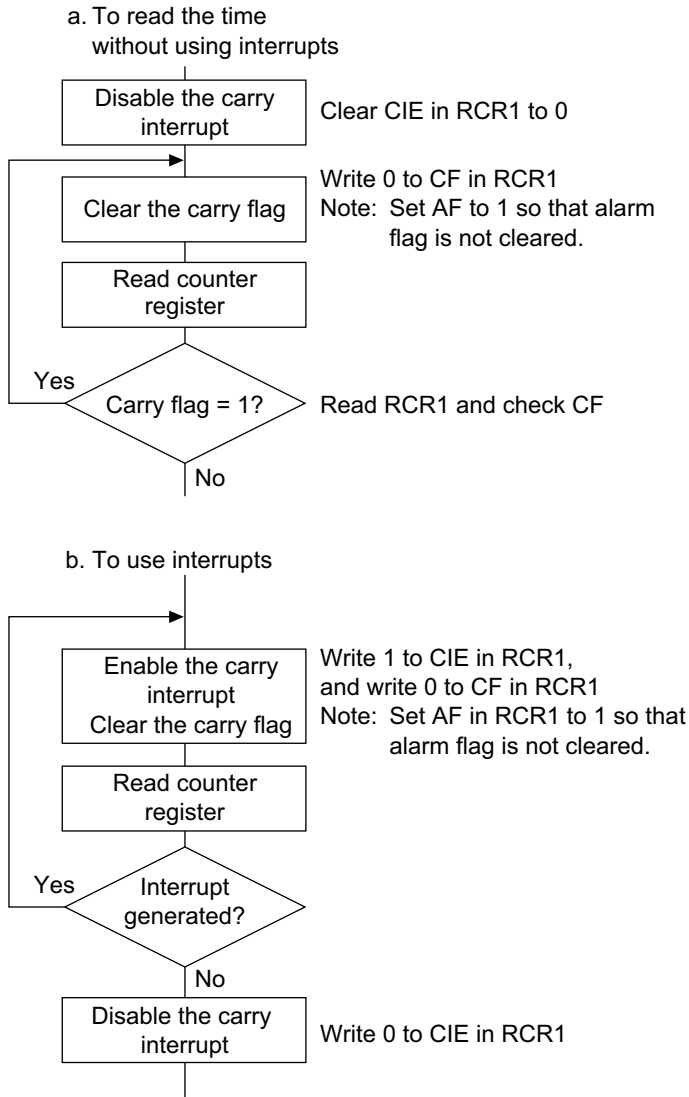 a. To read the time
without using interrupts
Disable the carry
interrupt
Clear CIE in RCR1 to 0
Clear the carry flag
Write 0 to CF in RCR1
Note: Set AF to 1 so that alarm
flag is not cleared.
Read counter
register
Yes
Carry flag = 1?
Read RCR1 and check CF
No
b. To use interrupts
Enable the carry
interrupt
Clear the carry flag
Write 1 to CIE in RCR1,
and write 0 to CF in RCR1
Note: Set AF in RCR1 to 1 so that
alarm flag is not cleared.
Read counter
register
Yes
Interrupt
generated?
No
Disable the carry
interrupt
Write 0 to CIE in RCR1